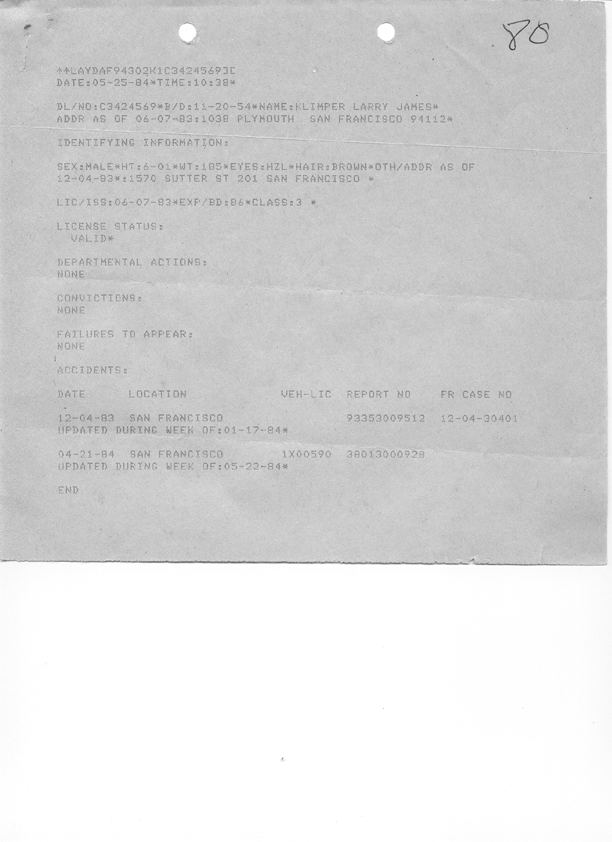 80
**LAYDAF94302K1C3424569JC
DATE:05-25-84*TIME:10:38*
DL/NO:C3424569*B/D:11-20-54*NAME:KLIMPER LARRY JAMES*
ADDR AS OF 06-07-83:1038 PLYMOUTH SAN FRANCISCO 94112*
IDENTIFYING INFORMATION:
SEX:MALE*HT:6-01*WT:185*EYES:HZL*HAIR:BROWN*OTH/ADDR AS OF
12-04-83*:1570 SUTTER ST 201 SAN FRANCISCO *
LIC/ISS:06-07-83*EXP/BD:86*CLASS:3 *
LICENSE STATUS:
VALID*
DEPARTMENTAL ACTIONS:
NONE
CONVICTIONS:
NONE
FAILURES TO APPEAR:
NONE
ACCIDENTS:
DATE LOCATION VEH-LIC REPORT NO FR CASE NO
12-04-83 SAN FRANCISCO 93353009512 12-04-30401
UPDATED DURING WEEK OF:01-17-84*
04-21-84 SAN FRANCISCO 1X00590 38013000928
UPDATED DURING WEEK OF:05-22-84*
END